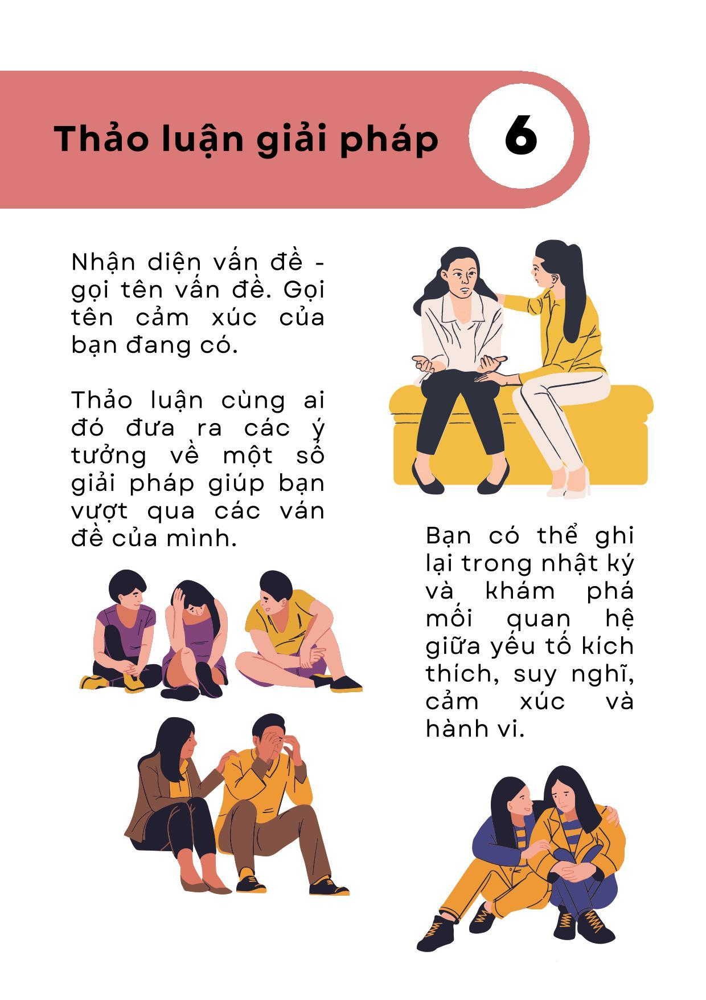 Thảo luận giải pháp
6
Nhận diện vấn đề -
gọi tên vấn đề. Gọi
tên cảm xúc của
bạn đang có.
Thảo luận cùng ai
đó đưa ra các ý
tưởng về một số
giải pháp giúp bạn
vượt qua các ván
đề của mình.
Bạn có thể ghi
lại trong nhật ký
và khám phá
mối quan hệ
giữa yếu tố kích
thích, suy nghĩ,
cảm xúc và
hành vi.